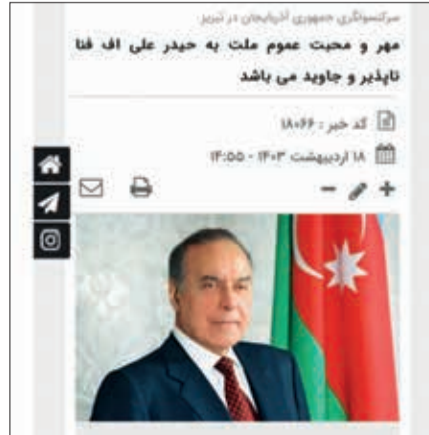 سرکنسولگری جمهوری آذربایجان در تبریز:
مهر و محبت عموم ملت به حیدر علی اف فنا
ناپذیر و جاوید می باشد
کد خبر : ۱۸۰۶۶
۱۸ اردیبهشت ۱۴۰۳ - ۱۴:۵۵